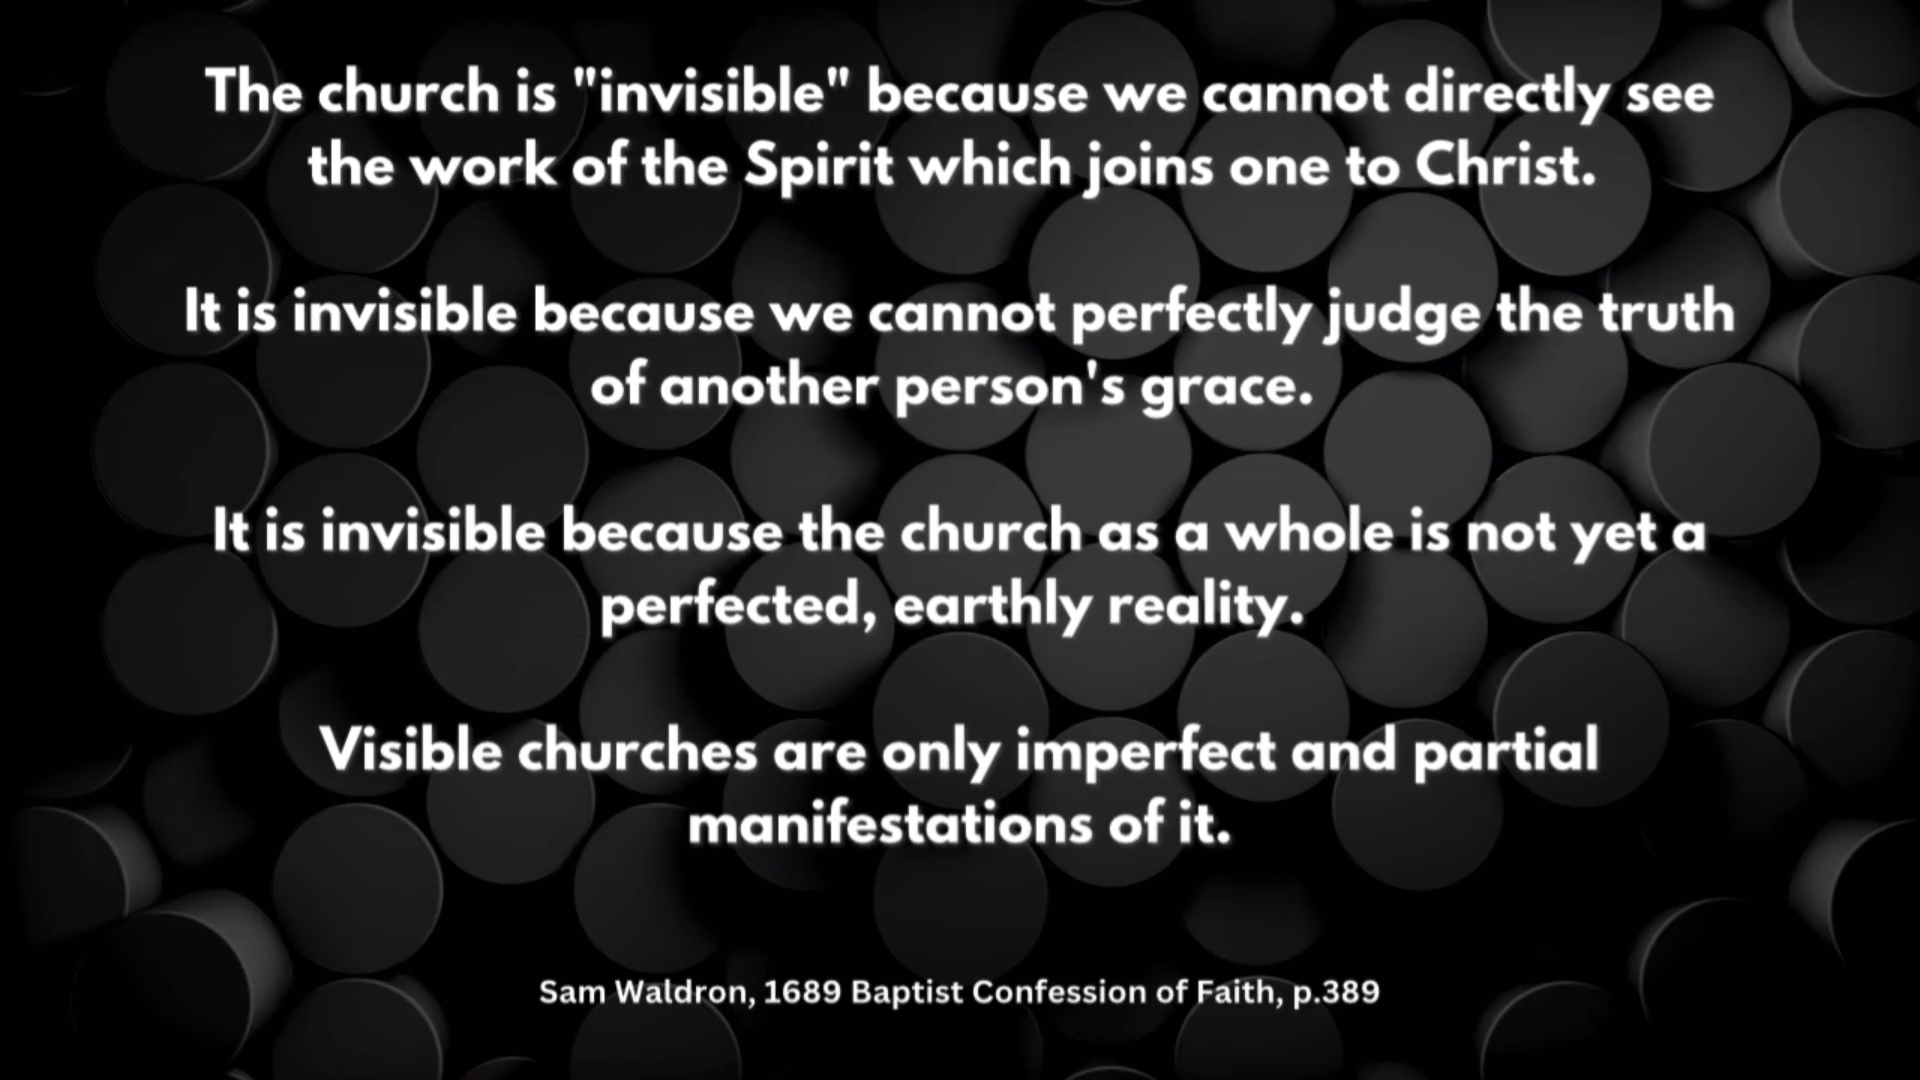 The church is "invisible" because we cannot directly see
the work of the Spirit which joins one to Christ.
It is invisible because we cannot perfectly judge the truth
of another person's grace.
It is invisible because the church as a whole is not yet a
perfected, earthly reality.
Visible churches are only imperfect and partial
manifestations of it.
Sam Waldron, 1689 Baptist Confession of Faith, p.389